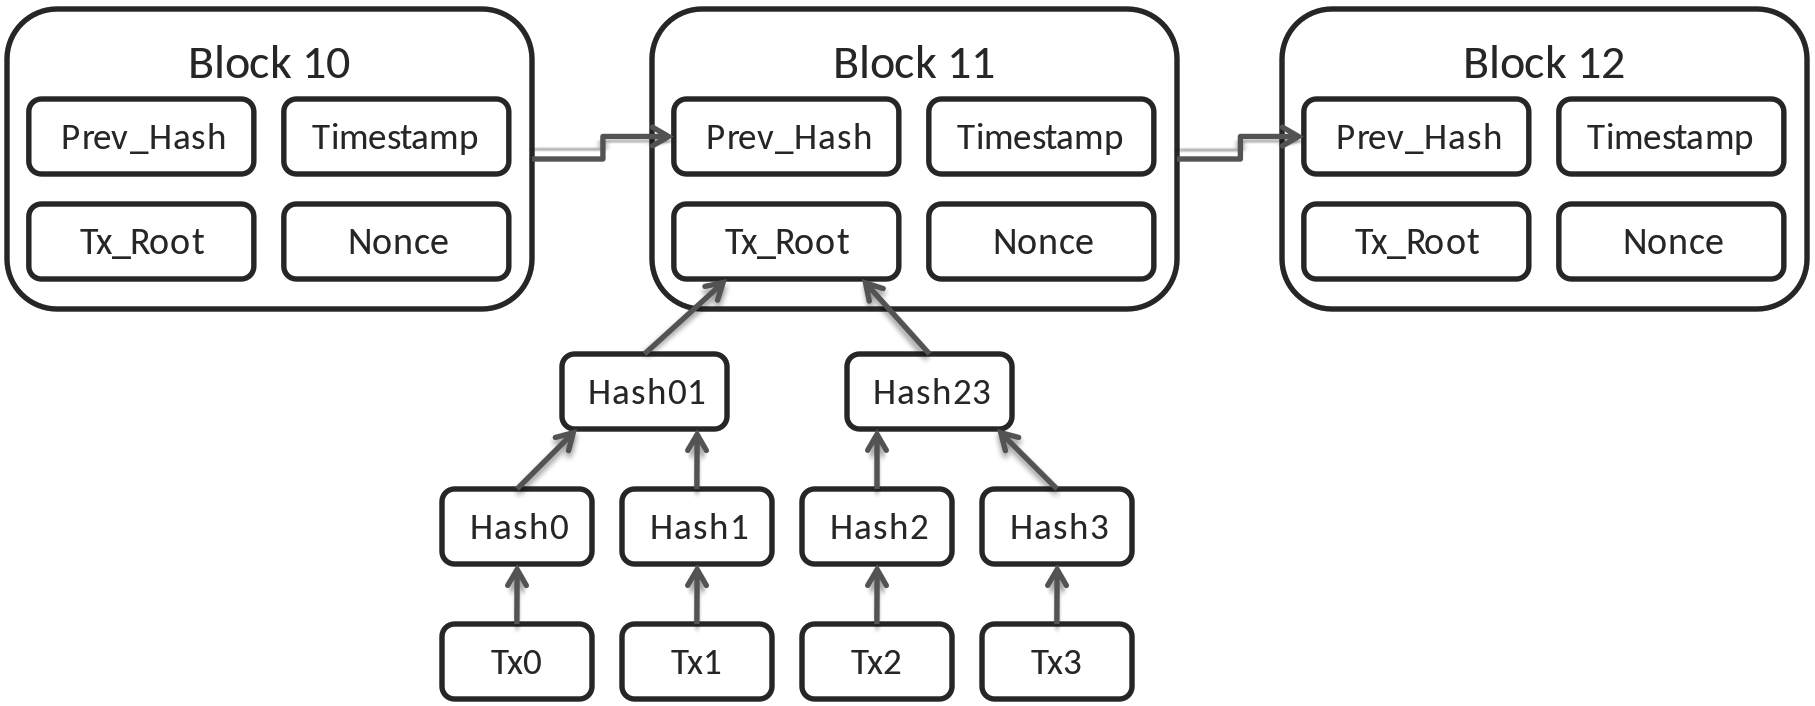 Block 10
Prev_Hash Timestamp
Tx_Root Nonce
Block 11
Prev_Hash Timestamp
Tx_Root Nonce
Block 12
Prev_Hash Timestamp
Tx_Root Nonce
Hash01 Hash23
Hash0 Hash1 Hash2 Hash3
Tx0 Tx1 Tx2 Tx3